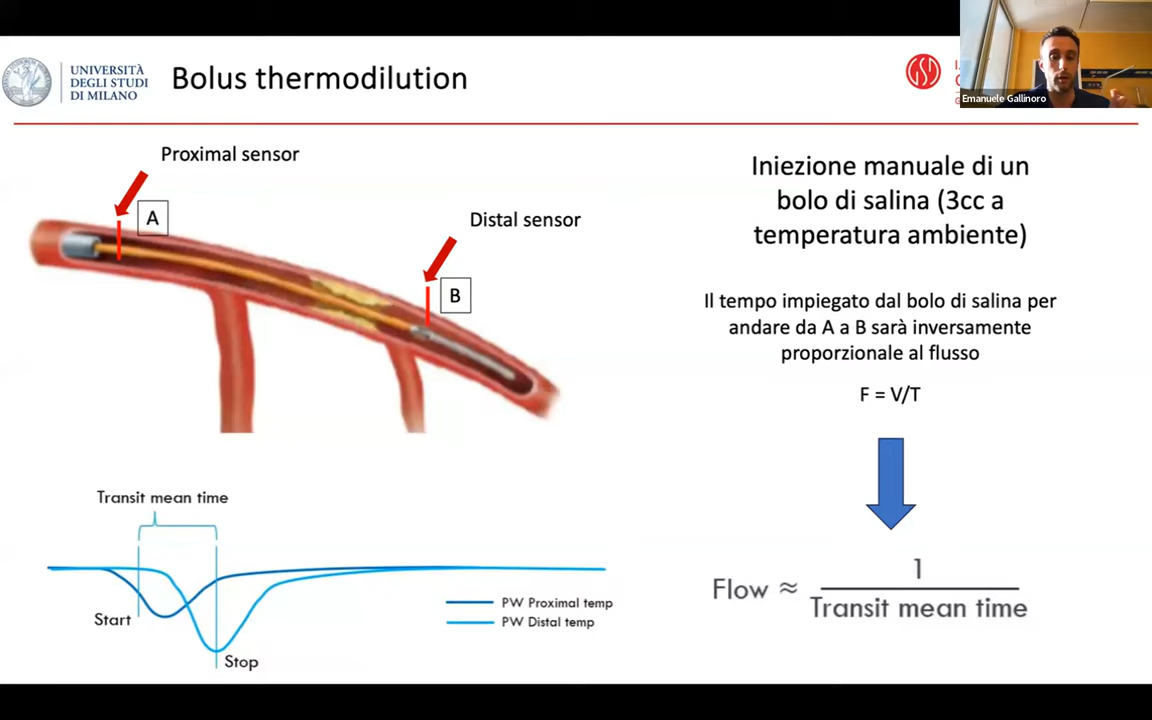 UNIVERSITÀ
DEGLI STUDI
DI MILANO
Bolus thermodilution
Emanuele Gallinoro
Proximal sensor
A
Distal sensor
B
Iniezione manuale di un
bolo di salina (3cc a
temperatura ambiente)
Il tempo impiegato dal bolo di salina per
andare da A a B sarà inversamente
proporzionale al flusso
F = V/T
Transit mean time
Start
Stop
PW Proximal temp
PW Distal temp
Flow ≈ 1
Transit mean time